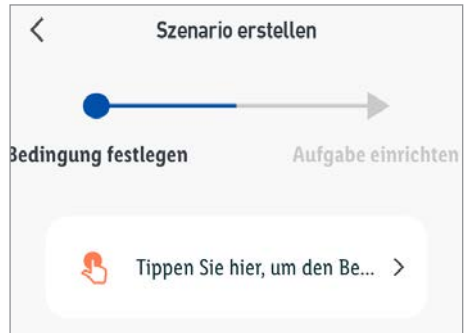 Szenario erstellen
Bedingung festlegen
Aufgabe einrichten
Tippen Sie hier, um den Be...